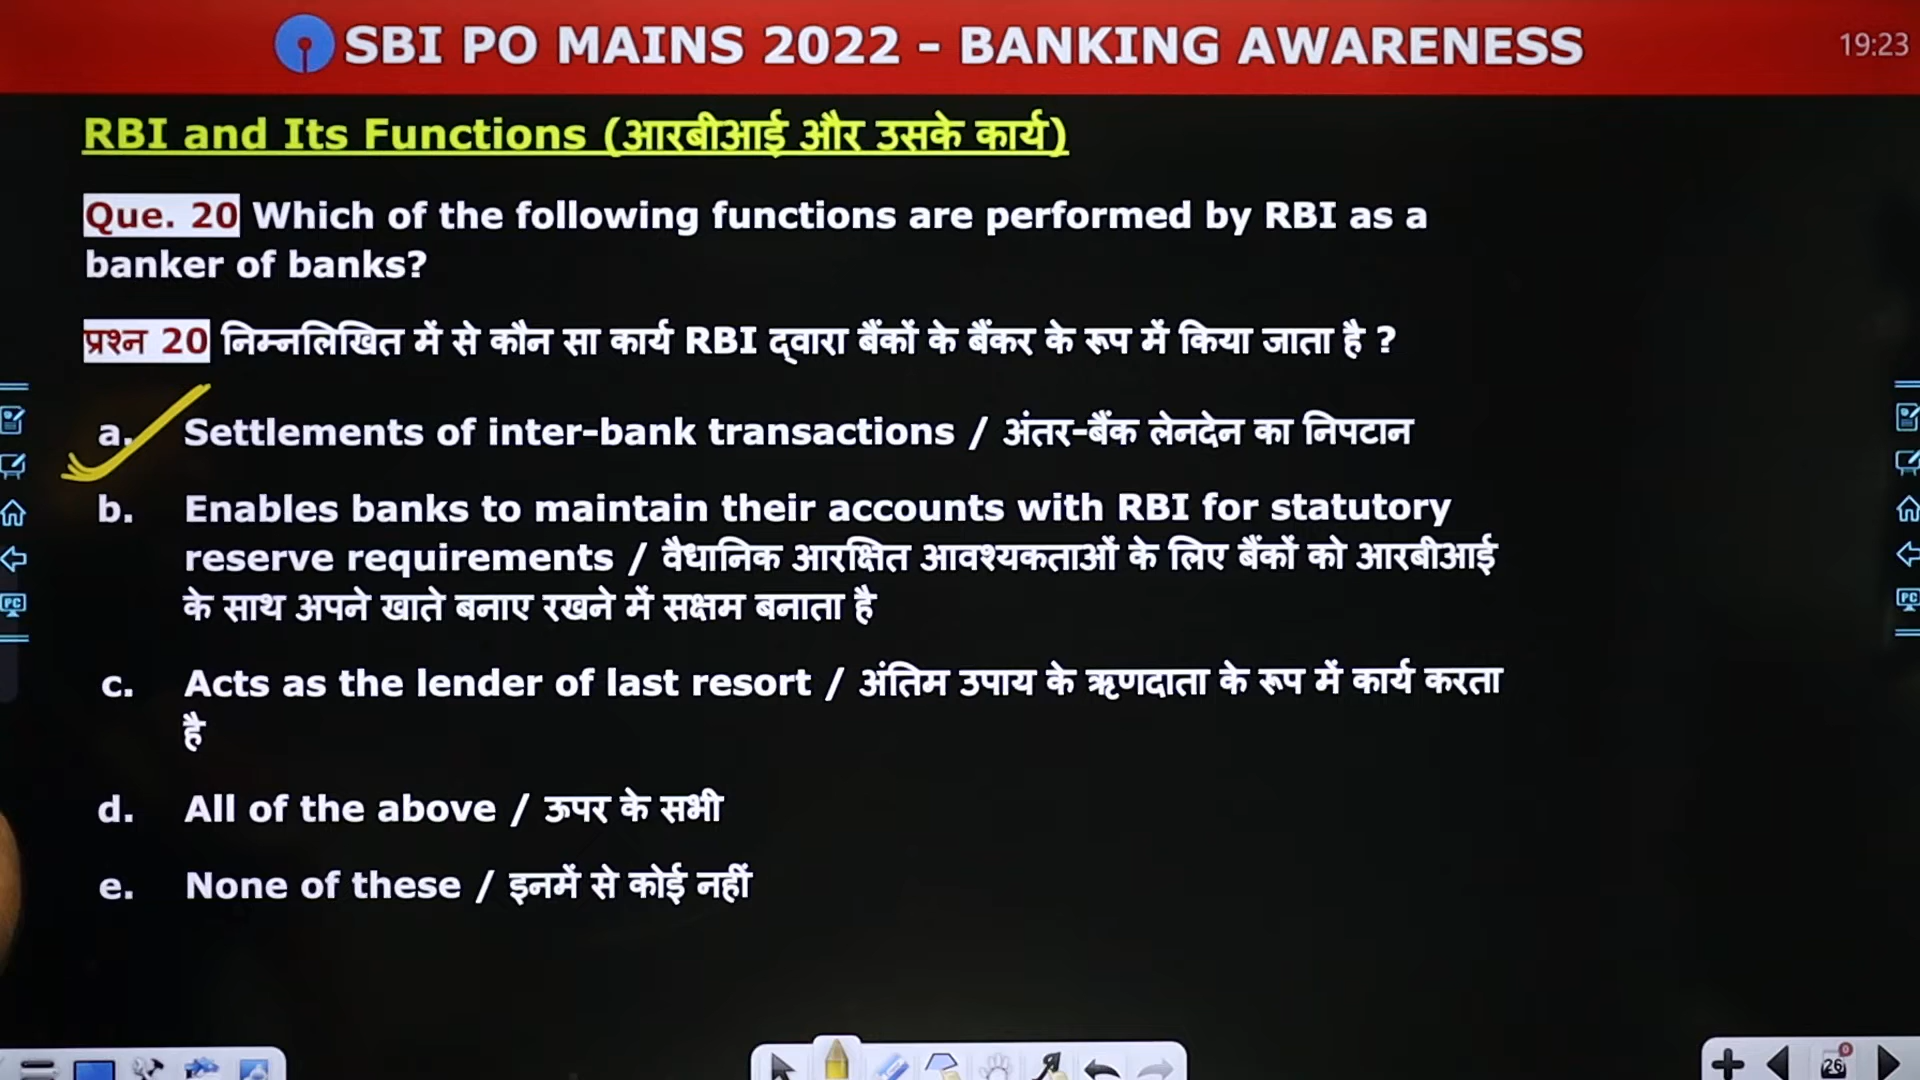 SBI PO MAINS 2022 - BANKING AWARENESS
19:23
RBI and Its Functions (आरबीआई और उसके कार्य)
Que. 20 Which of the following functions are performed by RBI as a
banker of banks?
प्रश्न 20 निम्नलिखित में से कौन सा कार्य RBI द्वारा बैंकों के बैंकर के रूप में किया जाता है ?
a. Settlements of inter-bank transactions / अंतर-बैंक लेनदेन का निपटान
b. Enables banks to maintain their accounts with RBI for statutory
reserve requirements / वैधानिक आरक्षित आवश्यकताओं के लिए बैंकों को आरबीआई
के साथ अपने खाते बनाए रखने में सक्षम बनाता है
c. Acts as the lender of last resort / अंतिम उपाय के ऋणदाता के रूप में कार्य करता
है
d. All of the above / ऊपर के सभी
e. None of these / इनमें से कोई नहीं
PC
PC
26
0